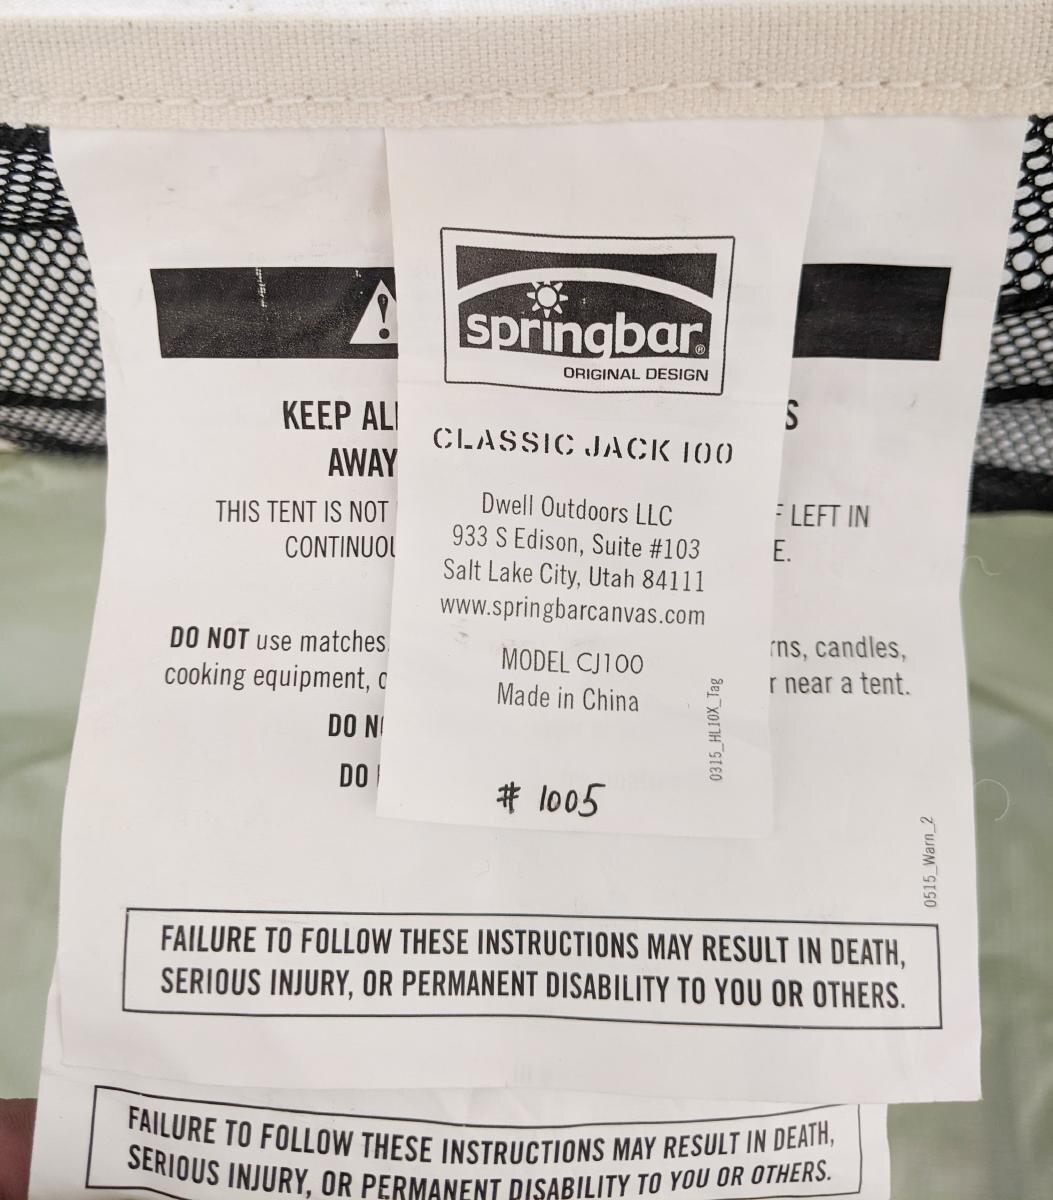 springbar®
ORIGINAL DESIGN
CLASSIC JACK 100
Dwell Outdoors LLC
933 S Edison, Suite #103
Salt Lake City, Utah 84111
www.springbarcanvas.com
MODEL CJ100
Made in China
0315_HL10X_Tag
# 1005
KEEP
AWAY
THIS TENT IS NOT LEFT IN
DO NOT use matches candles,
cooking equipment, near a tent.
DO
DO
0515_Warn_2
FAILURE TO FOLLOW THESE INSTRUCTIONS MAY RESULT IN DEATH,
SERIOUS INJURY, OR PERMANENT DISABILITY TO YOU OR OTHERS.
FAILURE TO FOLLOW THESE INSTRUCTIONS MAY RESULT IN DEATH,
SERIOUS INJURY, OR PERMANENT DISABILITY TO YOU OR OTHERS.